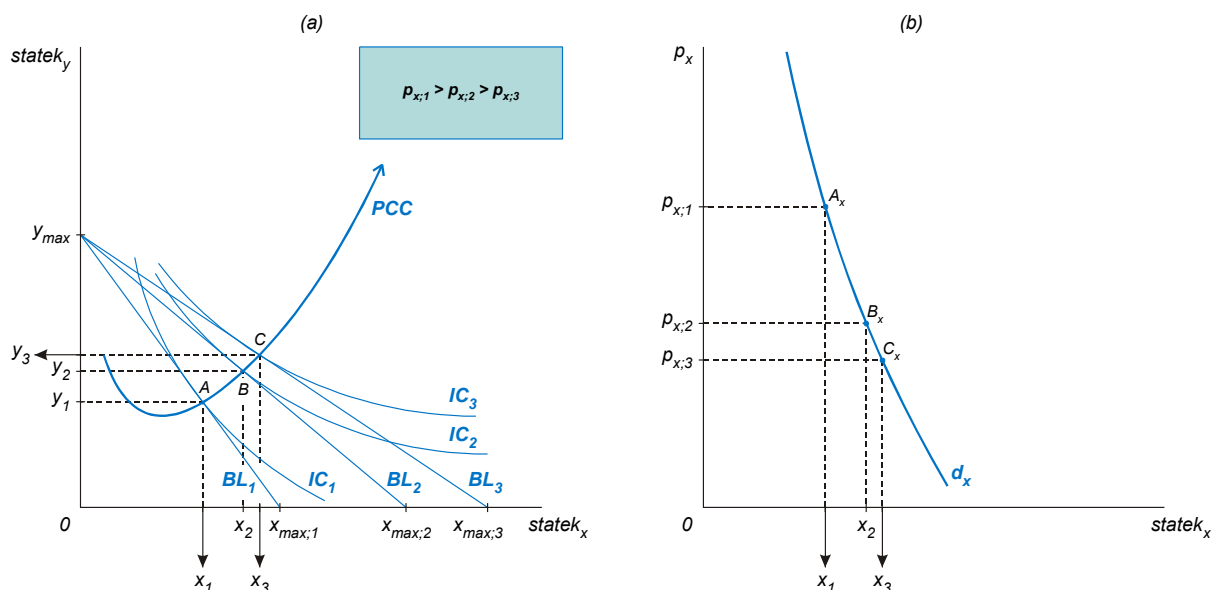 (a)
statek_y
p_x;1 > p_x;2 > p_x;3
PCC
y_max
y_3
y_2
y_1
A
B
C
IC_3
IC_2
IC_1
BL_1
BL_2
BL_3
0
x_2
x_max;1
x_max;2
x_max;3
statek_x
x_1
x_3
(b)
p_x
p_x;1
A_x
p_x;2
B_x
p_x;3
C_x
d_x
0
x_2
statek_x
x_1
x_3